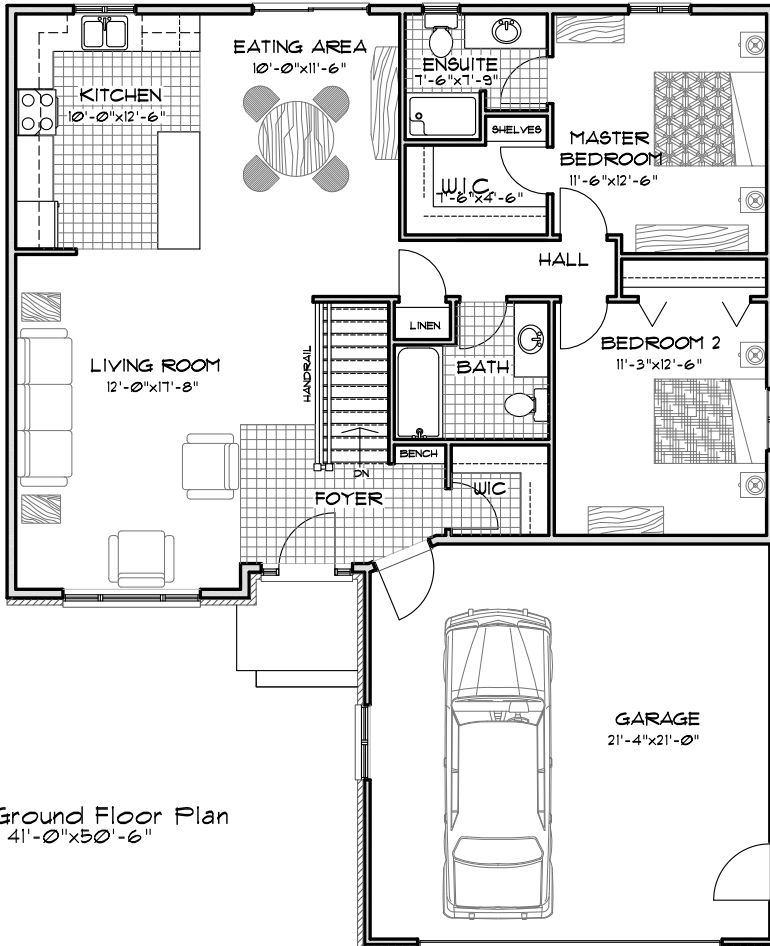 EATING AREA
10'-0"x11'-6"
KITCHEN
10'-0"x12'-6"
ENSUITE
7'-6"x7'-9"
SHELVES
MASTER
BEDROOM
11'-6"x12'-6"
W.I.C.
7'-6"x4'-6"
HALL
LINEN
BATH
BEDROOM 2
11'-3"x12'-6"
LIVING ROOM
12'-0"x17'-8"
HANDRAIL
DN
BENCH
FOYER
WIC
GARAGE
21'-4"x21'-0"
Ground Floor Plan
41'-0"x50'-6"